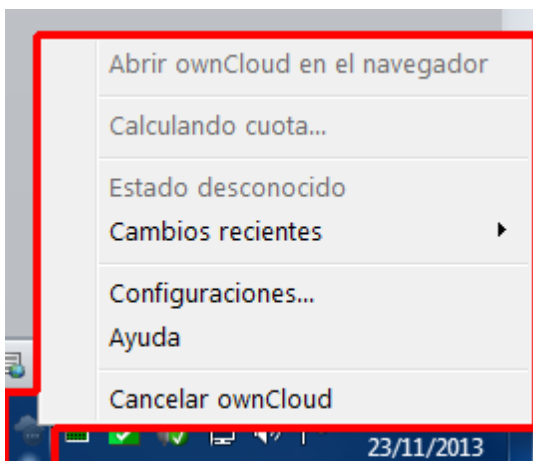 Abrir ownCloud en el navegador
Calculando cuota...
Estado desconocido
Cambios recientes
Configuraciones...
Ayuda
Cancelar ownCloud
23/11/2013